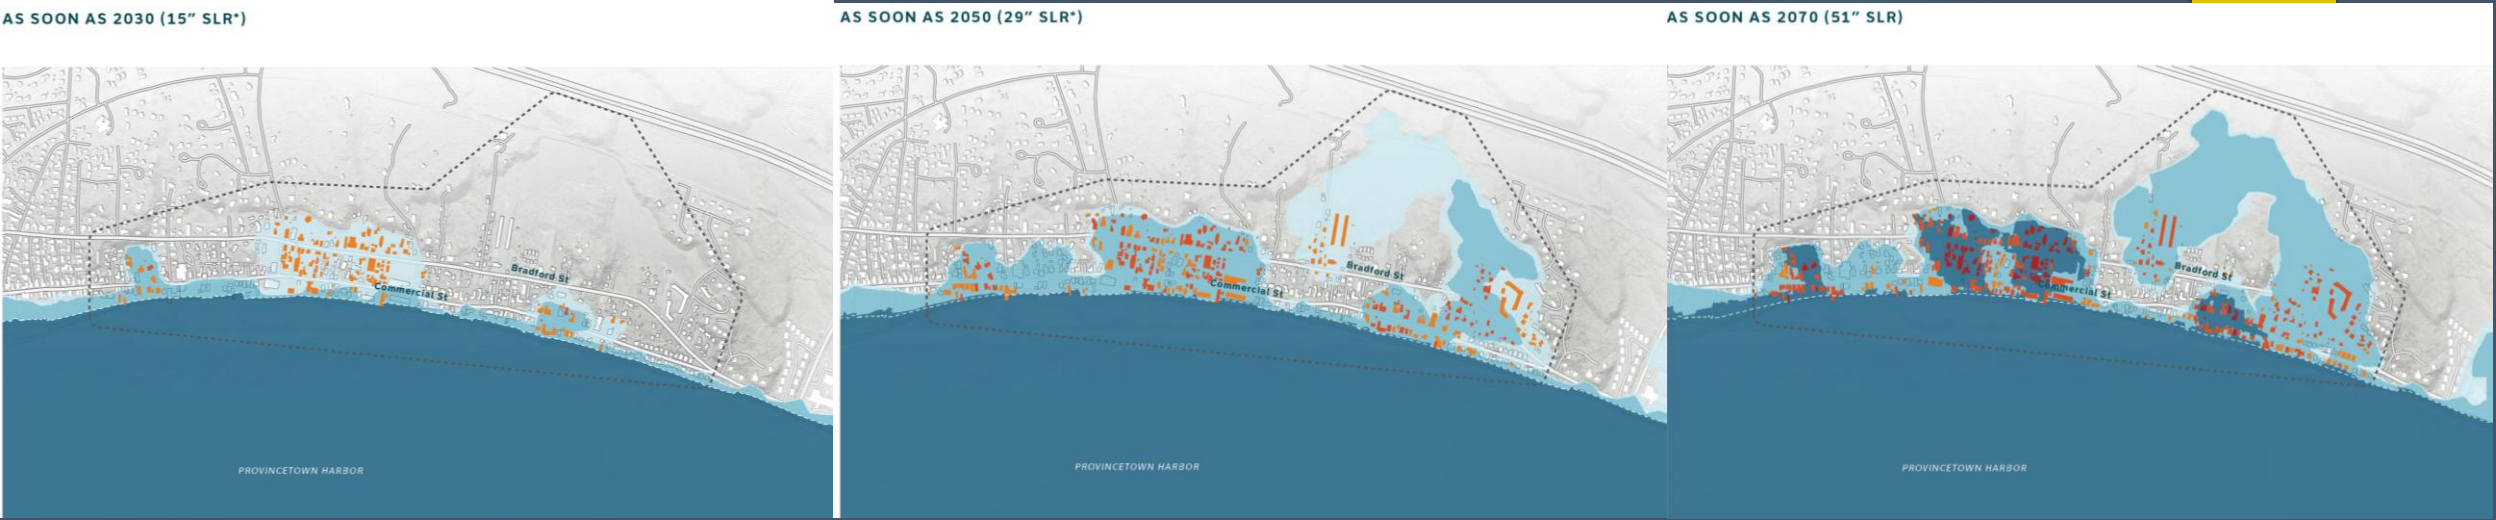 AS SOON AS 2030 (15” SLR*)
AS SOON AS 2050 (29” SLR*)
AS SOON AS 2070 (51” SLR)
Bradford St
Commercial St
PROVINCETOWN HARBOR
Bradford St
Commercial St
PROVINCETOWN HARBOR
Bradford St
Commercial St
PROVINCETOWN HARBOR